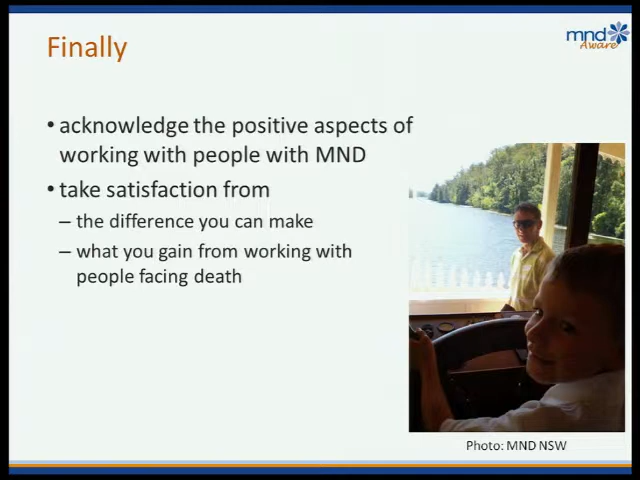 Finally
mnd
Aware
• acknowledge the positive aspects of
working with people with MND
• take satisfaction from
– the difference you can make
– what you gain from working with
people facing death
Photo: MND NSW